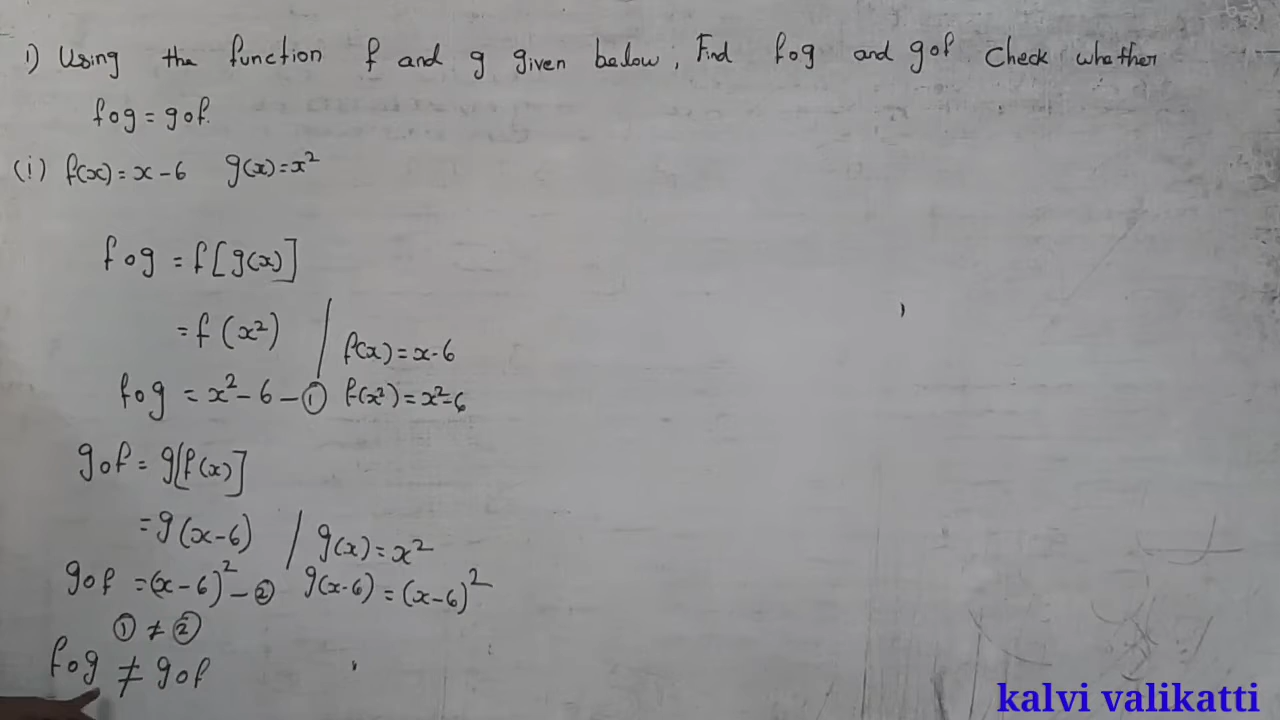 1) Using the function f and g given below, Find fog and gof. Check whether
fog = gof.
(i) f(x) = x - 6 g(x) = x²
fog = f[g(x)]
= f(x²) / f(x) = x - 6
fog = x² - 6 - ① f(x²) = x² - 6
gof = g[f(x)]
= g(x - 6) / g(x) = x²
gof = (x - 6)² - ② g(x - 6) = (x - 6)²
① ≠ ②
fog ≠ gof
kalvi valikatti